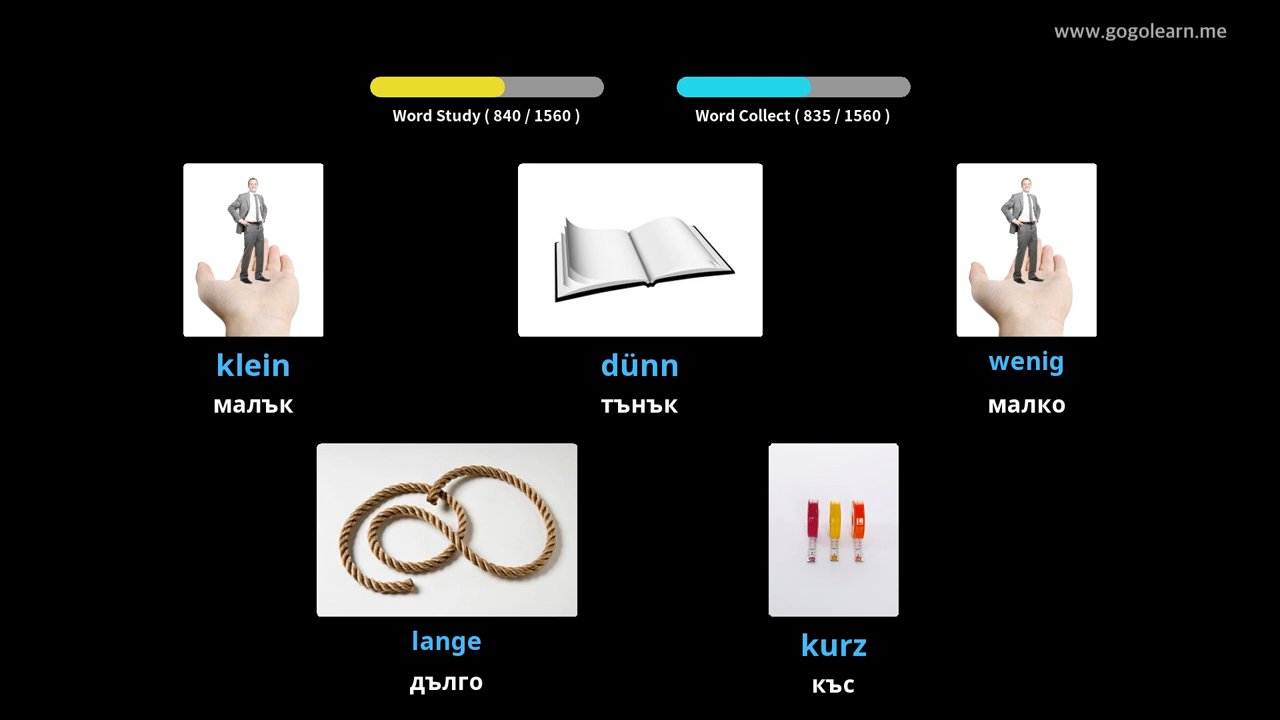 www.gogolearn.me
Word Study ( 840 / 1560 )
Word Collect ( 835 / 1560 )
klein
малък
dünn
тънък
wenig
малко
lange
дълго
kurz
къс